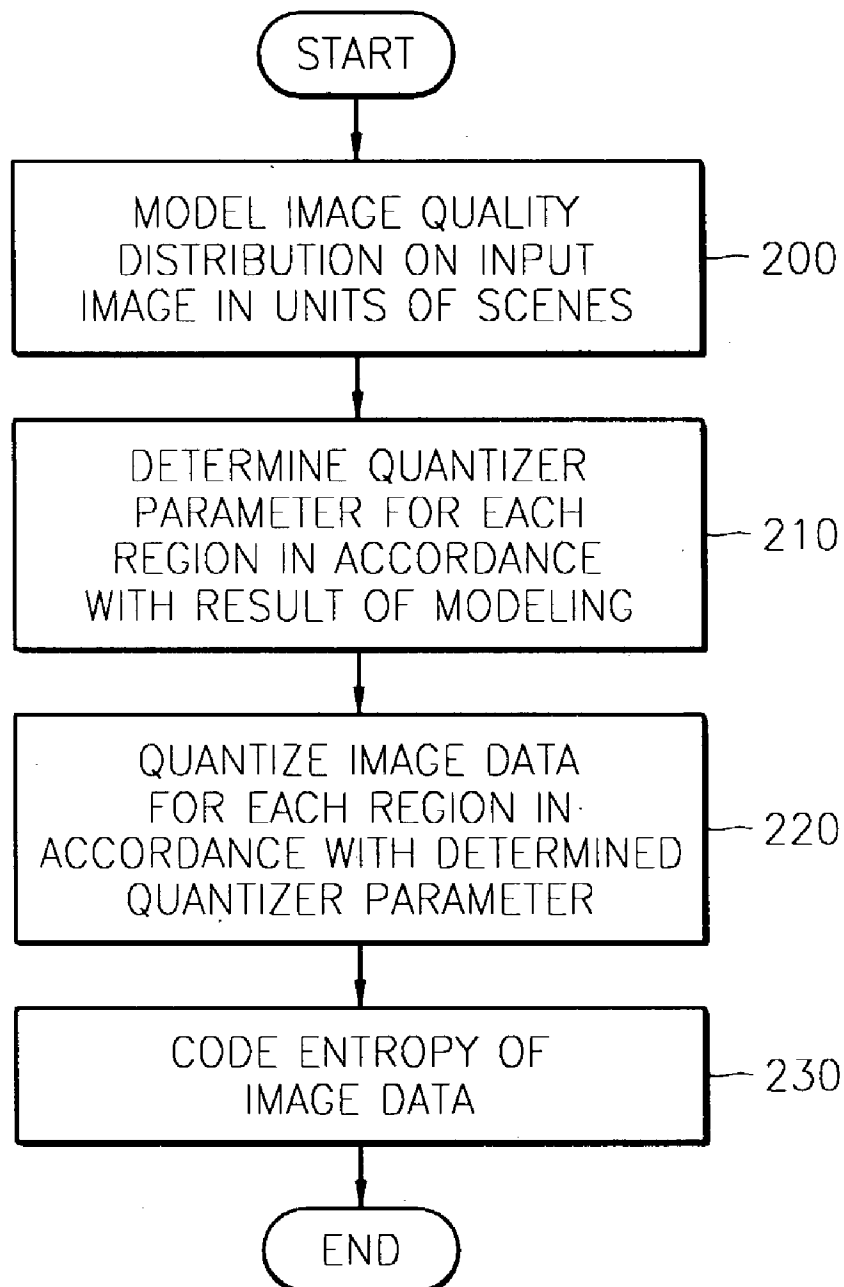 START
MODEL IMAGE QUALITY
DISTRIBUTION ON INPUT
IMAGE IN UNITS OF SCENES
200
DETERMINE QUANTIZER
PARAMETER FOR EACH
REGION IN ACCORDANCE
WITH RESULT OF MODELING
210
QUANTIZE IMAGE DATA
FOR EACH REGION IN
ACCORDANCE WITH DETERMINED
QUANTIZER PARAMETER
220
CODE ENTROPY OF
IMAGE DATA
230
END